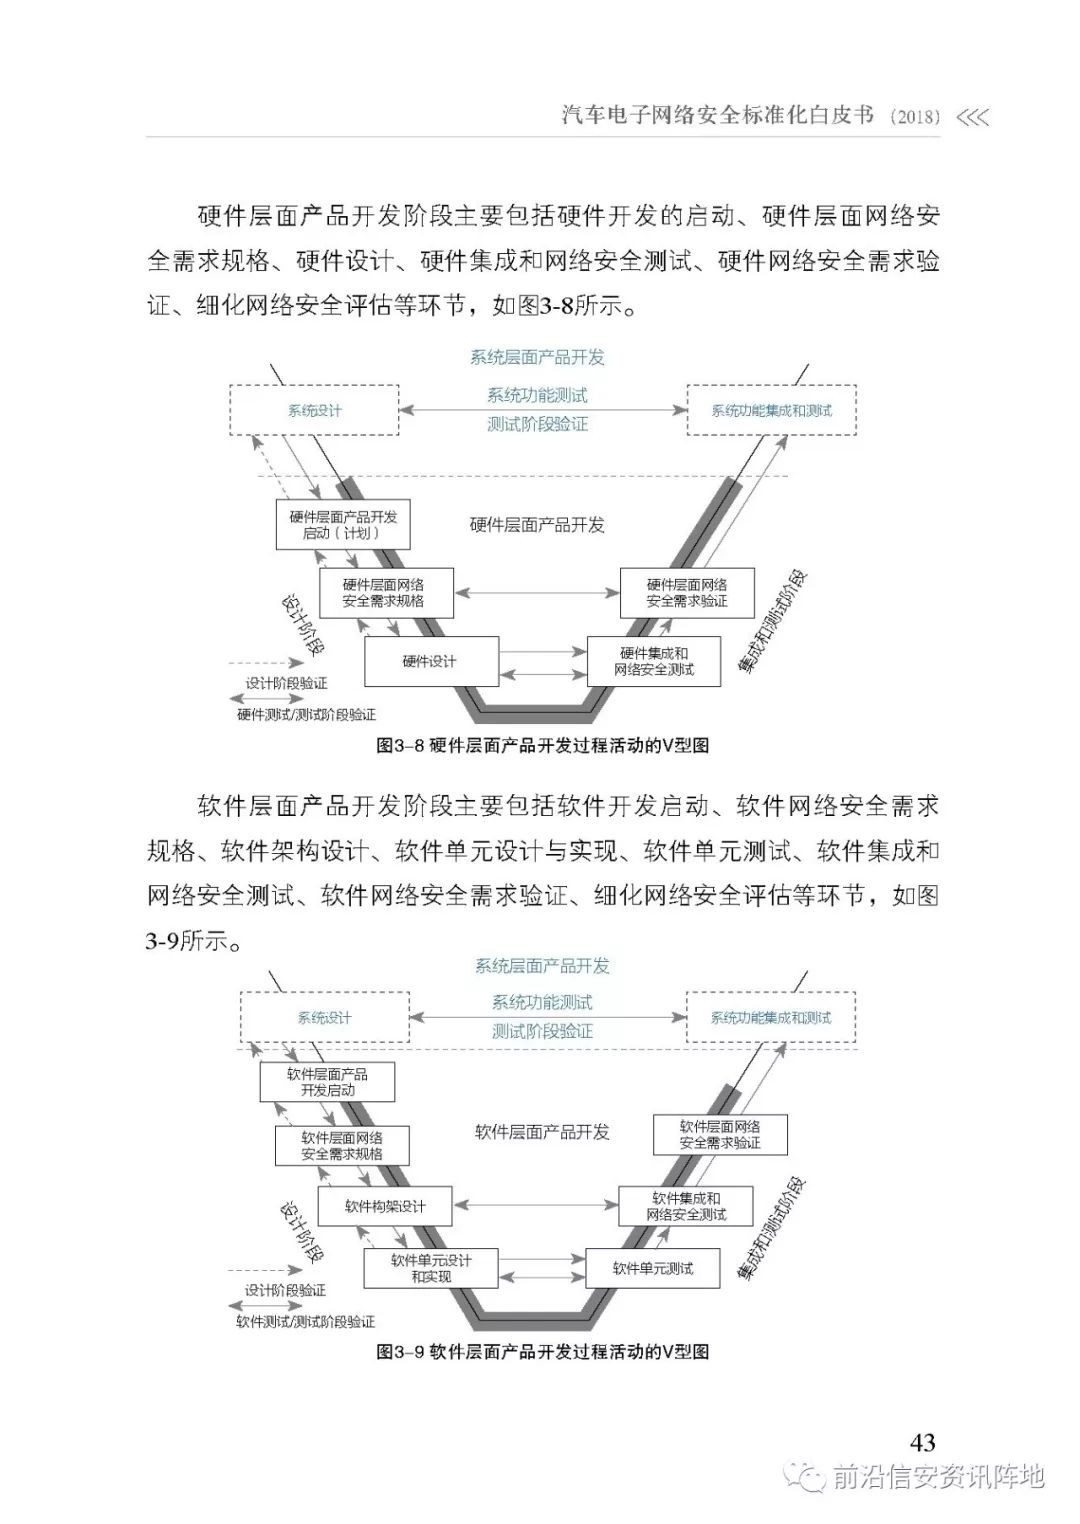 汽车电子网络安全标准化白皮书 (2018)
硬件层面产品开发阶段主要包括硬件开发的启动、硬件层面网络安
全需求规格、硬件设计、硬件集成和网络安全测试、硬件网络安全需求验
证、细化网络安全评估等环节，如图3-8所示。
系统层面产品开发
系统设计
系统功能测试
测试阶段验证
系统功能集成和测试
硬件层面产品开发
启动（计划）
硬件层面产品开发
硬件层面网络
安全需求规格
硬件层面网络
安全需求验证
设计阶段
集成和测试阶段
硬件设计
硬件集成和
网络安全测试
设计阶段验证
硬件测试/测试阶段验证
图3-8 硬件层面产品开发过程活动的V型图
软件层面产品开发阶段主要包括软件开发启动、软件网络安全需求
规格、软件架构设计、软件单元设计与实现、软件单元测试、软件集成和
网络安全测试、软件网络安全需求验证、细化网络安全评估等环节，如图
3-9所示。
系统层面产品开发
系统设计
系统功能测试
测试阶段验证
系统功能集成和测试
软件层面产品
开发启动
软件层面产品开发
软件层面网络
安全需求规格
软件层面网络
安全需求验证
软件构架设计
软件集成和
网络安全测试
设计阶段
集成和测试阶段
软件单元设计
和实现
软件单元测试
设计阶段验证
软件测试/测试阶段验证
图3-9 软件层面产品开发过程活动的V型图
43
前沿信安资讯阵地